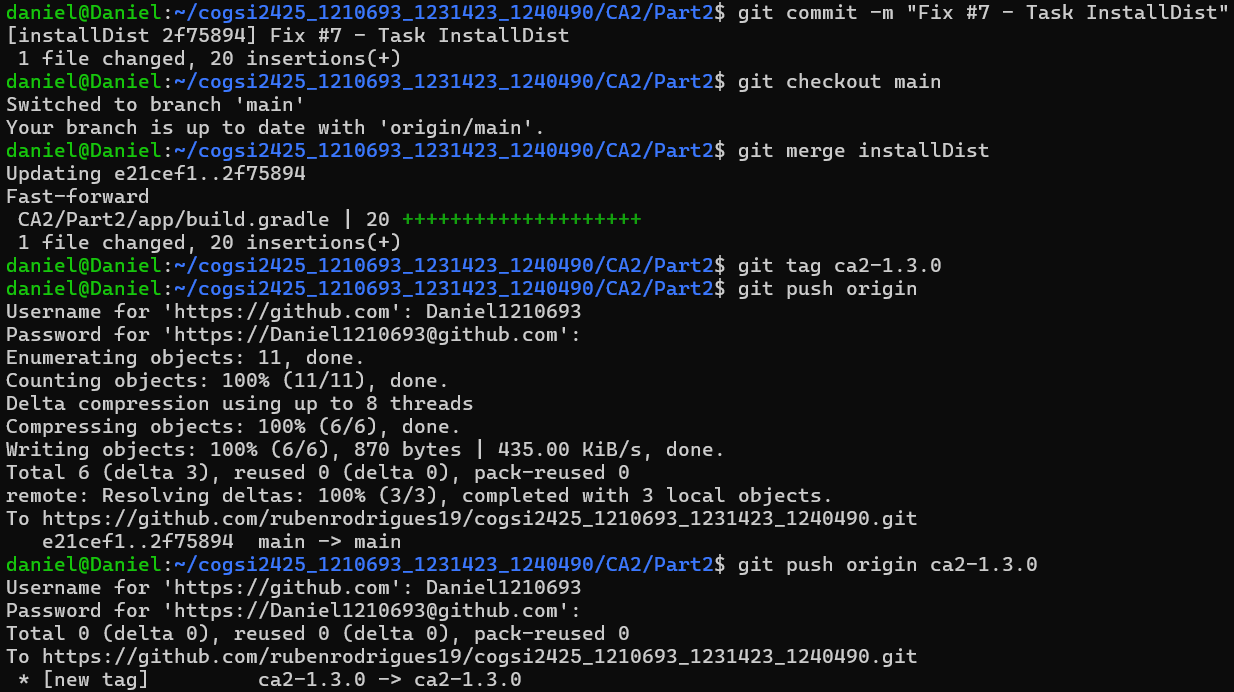 daniel@Daniel:~/cogsi2425_1210693_1231423_1240490/CA2/Part2$ git commit -m "Fix #7 - Task InstallDist"
[installDist 2f75894] Fix #7 - Task InstallDist
 1 file changed, 20 insertions(+)
daniel@Daniel:~/cogsi2425_1210693_1231423_1240490/CA2/Part2$ git checkout main
Switched to branch 'main'
Your branch is up to date with 'origin/main'.
daniel@Daniel:~/cogsi2425_1210693_1231423_1240490/CA2/Part2$ git merge installDist
Updating e21cef1..2f75894
Fast-forward
 CA2/Part2/app/build.gradle | 20 ++++++++++++++++++++
 1 file changed, 20 insertions(+)
daniel@Daniel:~/cogsi2425_1210693_1231423_1240490/CA2/Part2$ git tag ca2-1.3.0
daniel@Daniel:~/cogsi2425_1210693_1231423_1240490/CA2/Part2$ git push origin
Username for 'https://github.com': Daniel1210693
Password for 'https://Daniel1210693@github.com':
Enumerating objects: 11, done.
Counting objects: 100% (11/11), done.
Delta compression using up to 8 threads
Compressing objects: 100% (6/6), done.
Writing objects: 100% (6/6), 870 bytes | 435.00 KiB/s, done.
Total 6 (delta 3), reused 0 (delta 0), pack-reused 0
remote: Resolving deltas: 100% (3/3), completed with 3 local objects.
To https://github.com/rubenrodrigues19/cogsi2425_1210693_1231423_1240490.git
   e21cef1..2f75894  main -> main
daniel@Daniel:~/cogsi2425_1210693_1231423_1240490/CA2/Part2$ git push origin ca2-1.3.0
Username for 'https://github.com': Daniel1210693
Password for 'https://Daniel1210693@github.com':
Total 0 (delta 0), reused 0 (delta 0), pack-reused 0
To https://github.com/rubenrodrigues19/cogsi2425_1210693_1231423_1240490.git
 * [new tag]         ca2-1.3.0 -> ca2-1.3.0